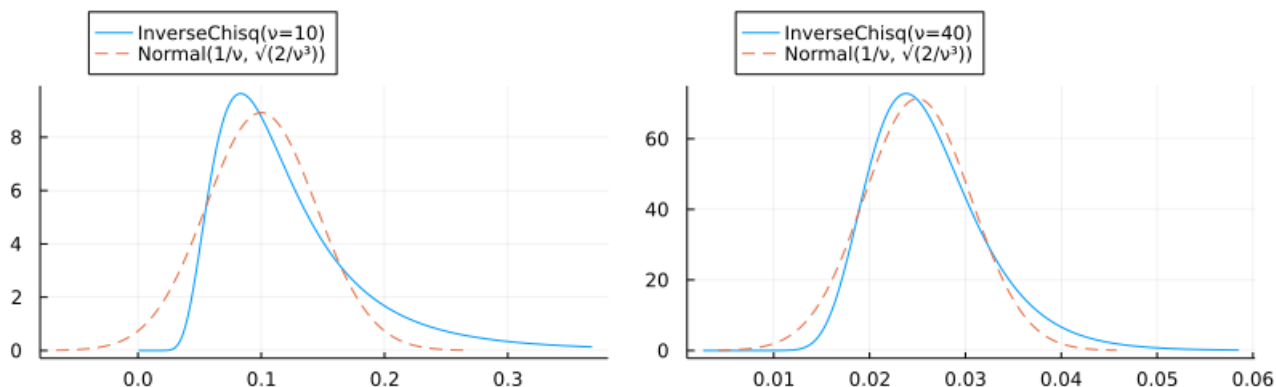 InverseChisq(ν=10)
Normal(1/ν, √(2/ν³))
8
6
4
2
0
0.0 0.1 0.2 0.3
InverseChisq(ν=40)
Normal(1/ν, √(2/ν³))
60
40
20
0
0.01 0.02 0.03 0.04 0.05 0.06